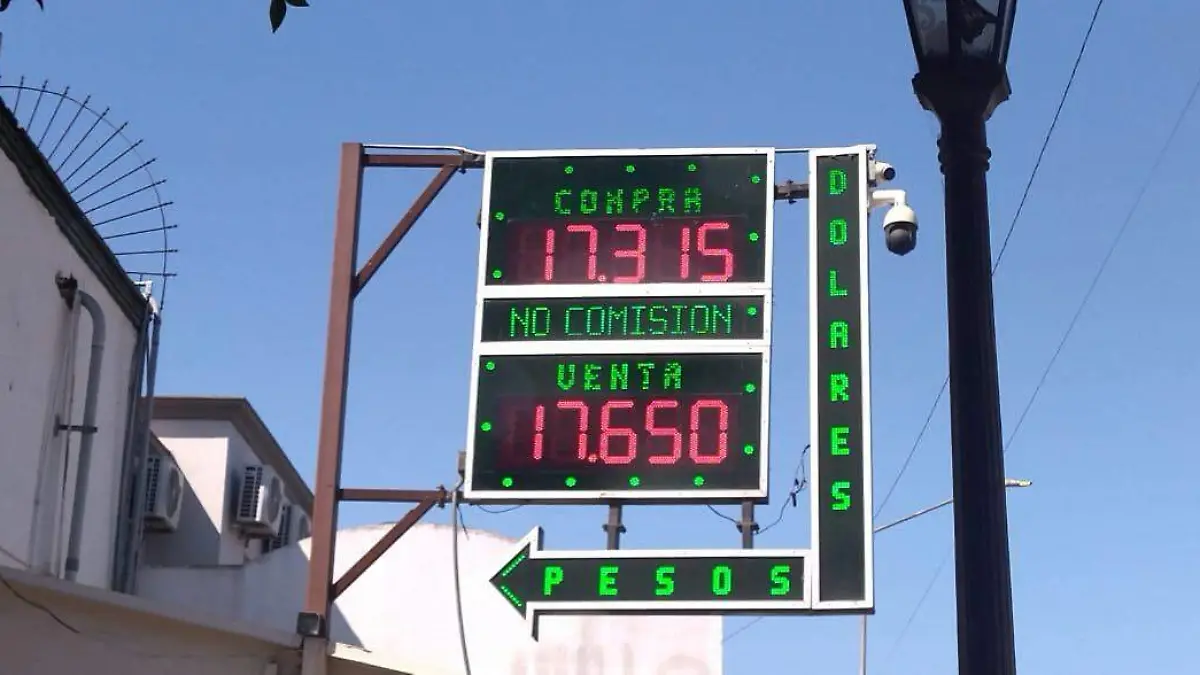 COMPRA
17.315
NO COMISION
VENTA
17.650
DOLARES
PESOS